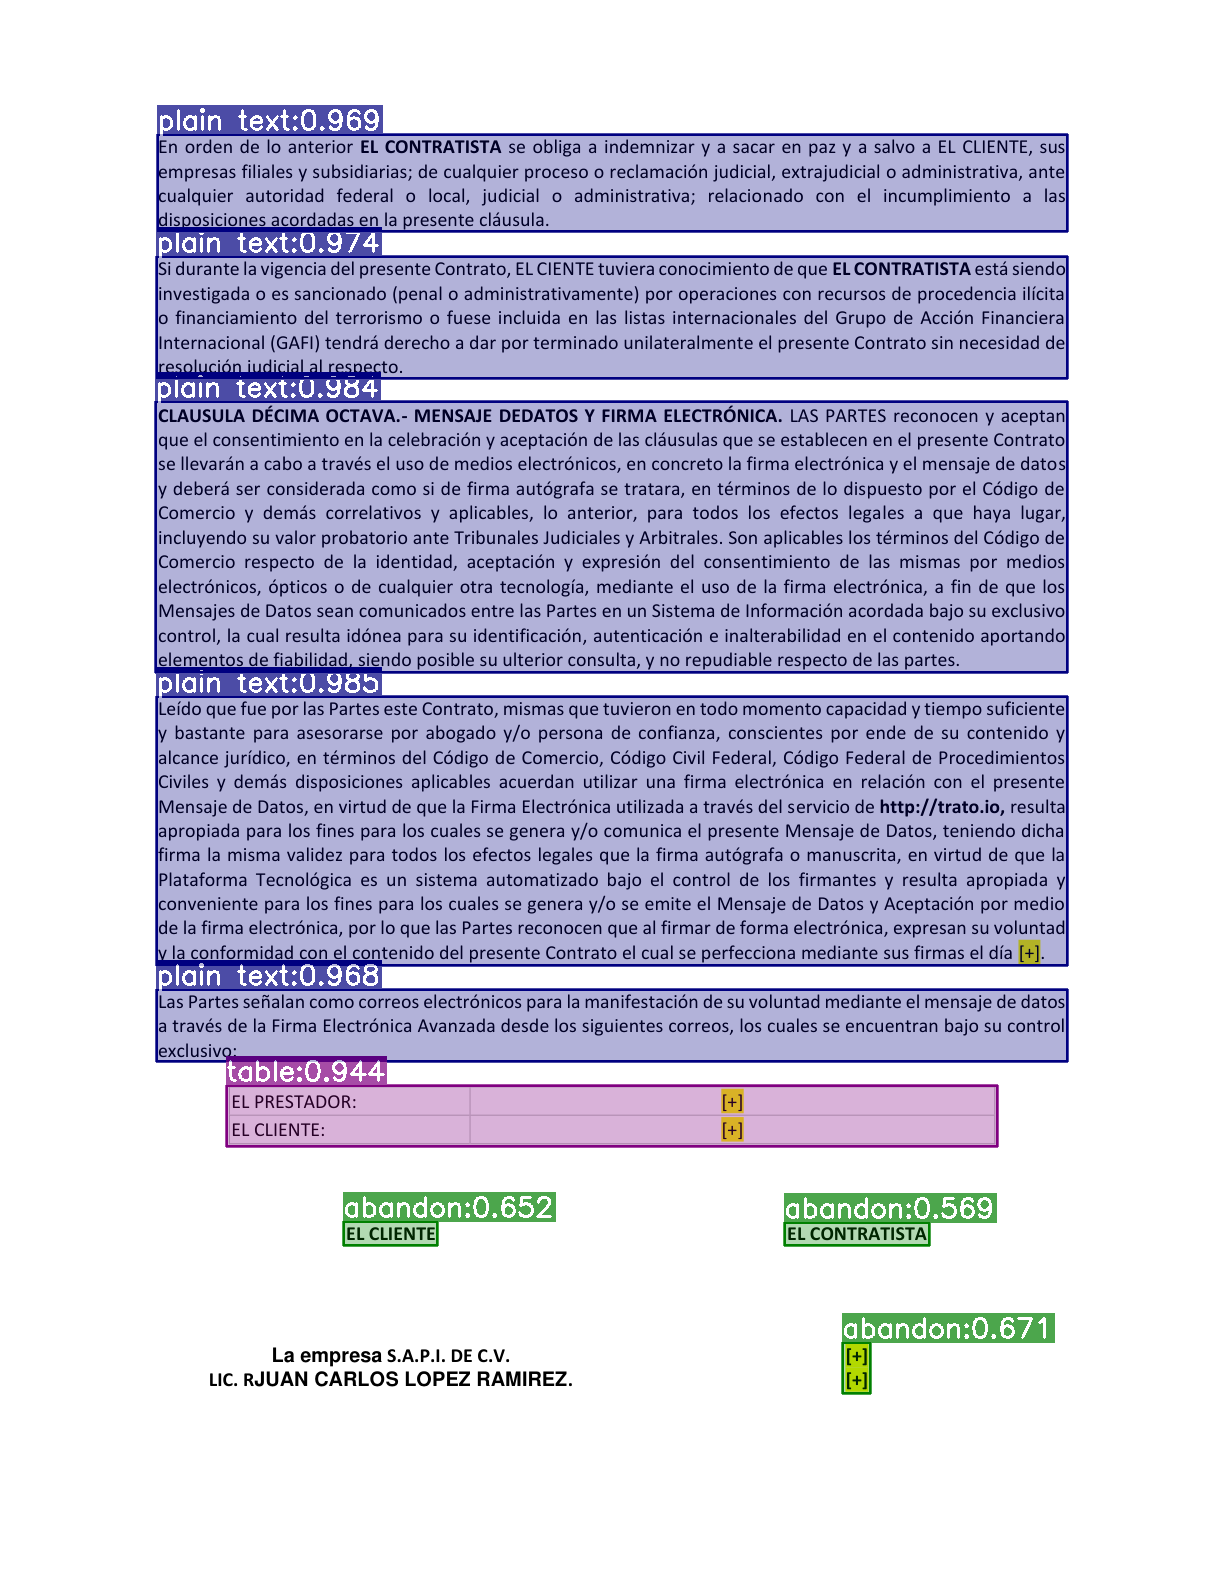 plain text:0.969
En orden de lo anterior EL CONTRATISTA se obliga a indemnizar y a sacar en paz y a salvo a EL CLIENTE, sus
empresas filiales y subsidiarias; de cualquier proceso o reclamación judicial, extrajudicial o administrativa, ante
cualquier autoridad federal o local, judicial o administrativa; relacionado con el incumplimiento a las
disposiciones acordadas en la presente cláusula.
plain text:0.974
Si durante la vigencia del presente Contrato, EL CIENTE tuviera conocimiento de que EL CONTRATISTA está siendo
investigada o es sancionado (penal o administrativamente) por operaciones con recursos de procedencia ilícita
o financiamiento del terrorismo o fuese incluida en las listas internacionales del Grupo de Acción Financiera
Internacional (GAFI) tendrá derecho a dar por terminado unilateralmente el presente Contrato sin necesidad de
resolución judicial al respecto.
plain text:0.984
CLAUSULA DÉCIMA OCTAVA.- MENSAJE DEDATOS Y FIRMA ELECTRÓNICA. LAS PARTES reconocen y aceptan
que el consentimiento en la celebración y aceptación de las cláusulas que se establecen en el presente Contrato
se llevarán a cabo a través el uso de medios electrónicos, en concreto la firma electrónica y el mensaje de datos
y deberá ser considerada como si de firma autógrafa se tratara, en términos de lo dispuesto por el Código de
Comercio y demás correlativos y aplicables, lo anterior, para todos los efectos legales a que haya lugar,
incluyendo su valor probatorio ante Tribunales Judiciales y Arbitrales. Son aplicables los términos del Código de
Comercio respecto de la identidad, aceptación y expresión del consentimiento de las mismas por medios
electrónicos, ópticos o de cualquier otra tecnología, mediante el uso de la firma electrónica, a fin de que los
Mensajes de Datos sean comunicados entre las Partes en un Sistema de Información acordada bajo su exclusivo
control, la cual resulta idónea para su identificación, autenticación e inalterabilidad en el contenido aportando
elementos de fiabilidad, siendo posible su ulterior consulta, y no repudiable respecto de las partes.
plain text:0.985
Leído que fue por las Partes este Contrato, mismas que tuvieron en todo momento capacidad y tiempo suficiente
y bastante para asesorarse por abogado y/o persona de confianza, conscientes por ende de su contenido y
alcance jurídico, en términos del Código de Comercio, Código Civil Federal, Código Federal de Procedimientos
Civiles y demás disposiciones aplicables acuerdan utilizar una firma electrónica en relación con el presente
Mensaje de Datos, en virtud de que la Firma Electrónica utilizada a través del servicio de http://trato.io, resulta
apropiada para los fines para los cuales se genera y/o comunica el presente Mensaje de Datos, teniendo dicha
firma la misma validez para todos los efectos legales que la firma autógrafa o manuscrita, en virtud de que la
Plataforma Tecnológica es un sistema automatizado bajo el control de los firmantes y resulta apropiada y
conveniente para los fines para los cuales se genera y/o se emite el Mensaje de Datos y Aceptación por medio
de la firma electrónica, por lo que las Partes reconocen que al firmar de forma electrónica, expresan su voluntad
y la conformidad con el contenido del presente Contrato el cual se perfecciona mediante sus firmas el día [+].
plain text:0.968
Las Partes señalan como correos electrónicos para la manifestación de su voluntad mediante el mensaje de datos
a través de la Firma Electrónica Avanzada desde los siguientes correos, los cuales se encuentran bajo su control
exclusivo:
table:0.944
EL PRESTADOR: [+]
EL CLIENTE: [+]
abandon:0.652 abandon:0.569
EL CLIENTE EL CONTRATISTA
abandon:0.671
La empresa S.A.P.I. DE C.V. [+]
LIC. RJUAN CARLOS LOPEZ RAMIREZ. [+]